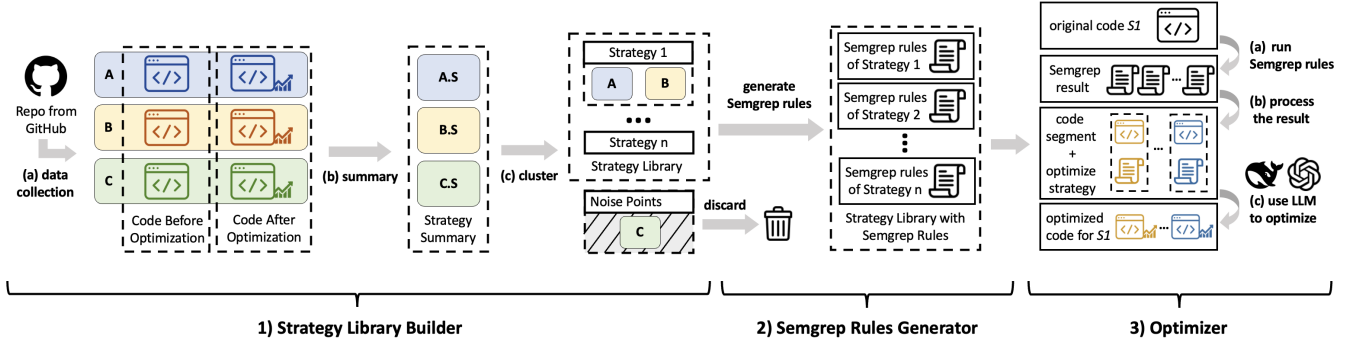 Repo from
GitHub
(a) data
collection
A
B
C
</>
</>
</>
</>
</>
</>
Code Before
Optimization
Code After
Optimization
(b) summary
A.S
B.S
C.S
Strategy
Summary
(c) cluster
Strategy 1
A
B
...
Strategy n
Strategy Library
Noise Points
C
discard
generate
Semgrep rules
Semgrep rules
of Strategy 1
Semgrep rules
of Strategy 2
Semgrep rules
of Strategy n
Strategy Library with
Semgrep Rules
original code S1
</>
(a) run
Semgrep rules
Semgrep
result
...
(b) process
the result
code
segment
+
optimize
strategy
</>
...
</>
(c) use LLM
to optimize
optimized
code for S1
</>
...
</>
1) Strategy Library Builder
2) Semgrep Rules Generator
3) Optimizer